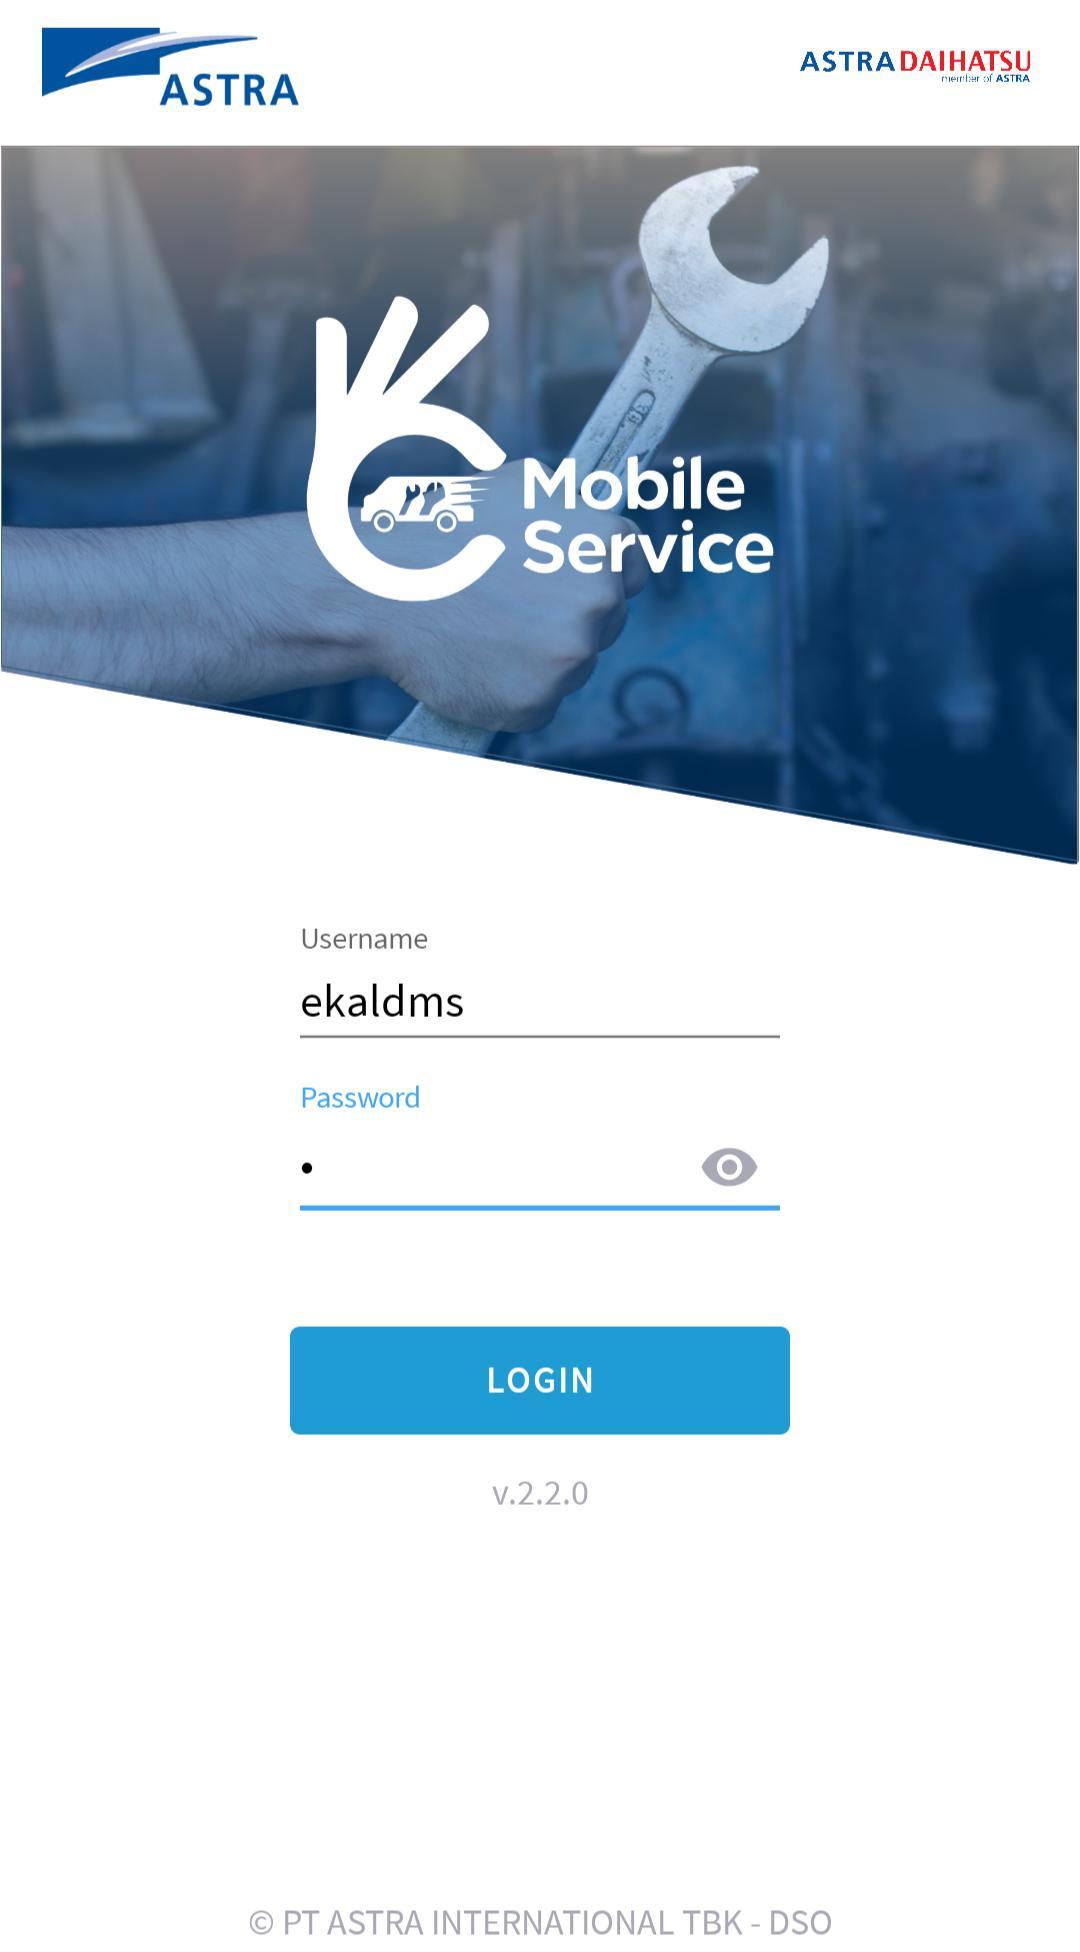 ASTRA
ASTRA DAIHATSU
member of ASTRA
Mobile
Service
Username
ekaldms
Password
•
LOGIN
v.2.2.0
© PT ASTRA INTERNATIONAL TBK - DSO